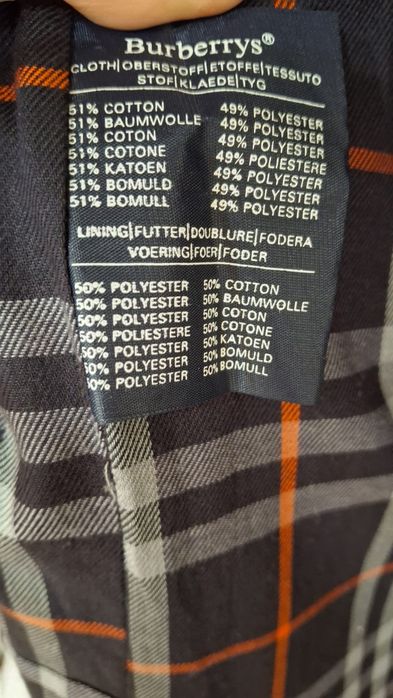 Burberrys®
CLOTH|OBERSTOFF|ETOFFE|TESSUTO
STOF|KLAEDE|TYG
51% COTTON 49% POLYESTER
51% BAUMWOLLE 49% POLYESTER
51% COTON 49% POLYESTER
51% COTONE 49% POLIESTERE
51% KATOEN 49% POLYESTER
51% BOMULD 49% POLYESTER
51% BOMULL 49% POLYESTER
LINING|FUTTER|DOUBLURE|FODERA
VOERING|FOER|FODER
50% POLYESTER 50% COTTON
50% POLYESTER 50% BAUMWOLLE
50% POLYESTER 50% COTON
50% POLIESTERE 50% COTONE
50% POLYESTER 50% KATOEN
50% POLYESTER 50% BOMULD
50% POLYESTER 50% BOMULL